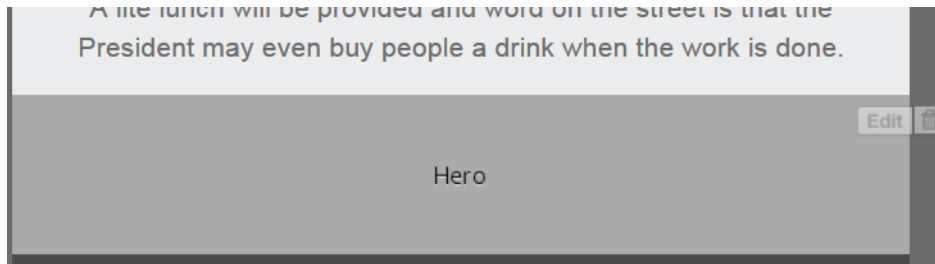 A lite lunch will be provided and word on the street is that the
President may even buy people a drink when the work is done.
Edit
Hero